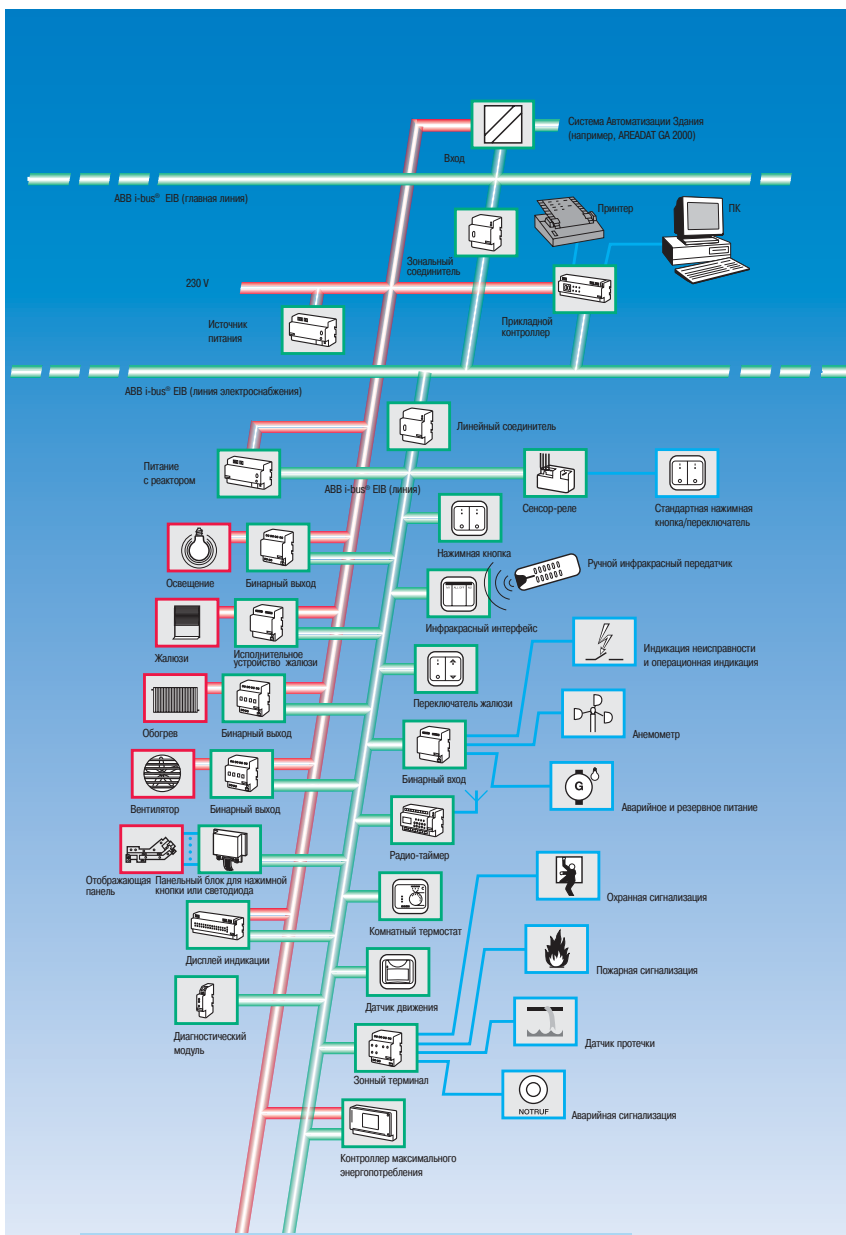 Система Автоматизации Здания
(например, AREADAT GA 2000)
Вход
ABB i-bus® EIB (главная линия)
Принтер
ПК
Зональный
соединитель
230 V
Источник
питания
Прикладной
контроллер
ABB i-bus® EIB (линия электроснабжения)
Линейный соединитель
Питание
с реактором
ABB i-bus® EIB (линия)
Сенсор-реле
Стандартная нажимная
кнопка/переключатель
Нажимная кнопка
Ручной инфракрасный передатчик
Освещение
Бинарный выход
Инфракрасный интерфейс
Жалюзи
Исполнительное
устройство жалюзи
Индикация неисправности
и операционная индикация
Переключатель жалюзи
Обогрев
Бинарный выход
Анемометр
Бинарный вход
Вентилятор
Бинарный выход
G
Аварийное и резервное питание
Радио-таймер
Отображающая
панель
Панельный блок для нажимной
кнопки или светодиода
Охранная сигнализация
Комнатный термостат
Дисплей индикации
Пожарная сигнализация
Датчик движения
Диагностический
модуль
Датчик протечки
Зонный терминал
NOTRUF
Аварийная сигнализация
Контроллер максимального
энергопотребления